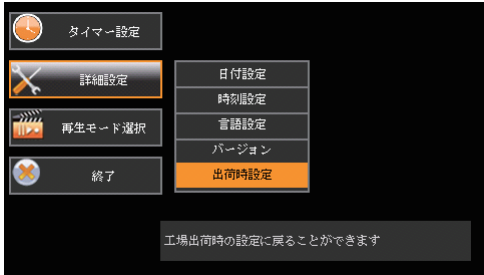 タイマー設定
詳細設定
再生モード選択
終了
日付設定
時刻設定
言語設定
バージョン
出荷時設定
工場出荷時の設定に戻ることができます